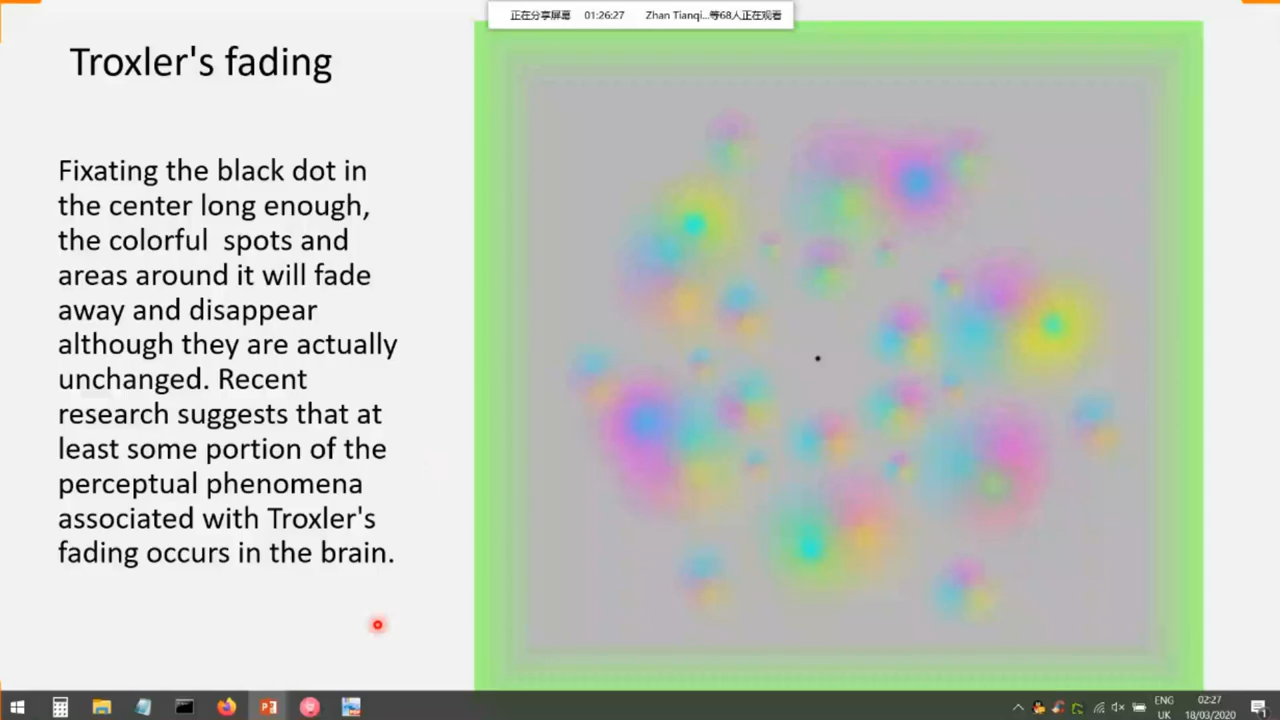 正在分享屏幕 01:26:27 Zhan Tianqi...等68人正在观看
Troxler's fading
Fixating the black dot in
the center long enough,
the colorful spots and
areas around it will fade
away and disappear
although they are actually
unchanged. Recent
research suggests that at
least some portion of the
perceptual phenomena
associated with Troxler's
fading occurs in the brain.
ENG
UK
02:27
18/03/2020